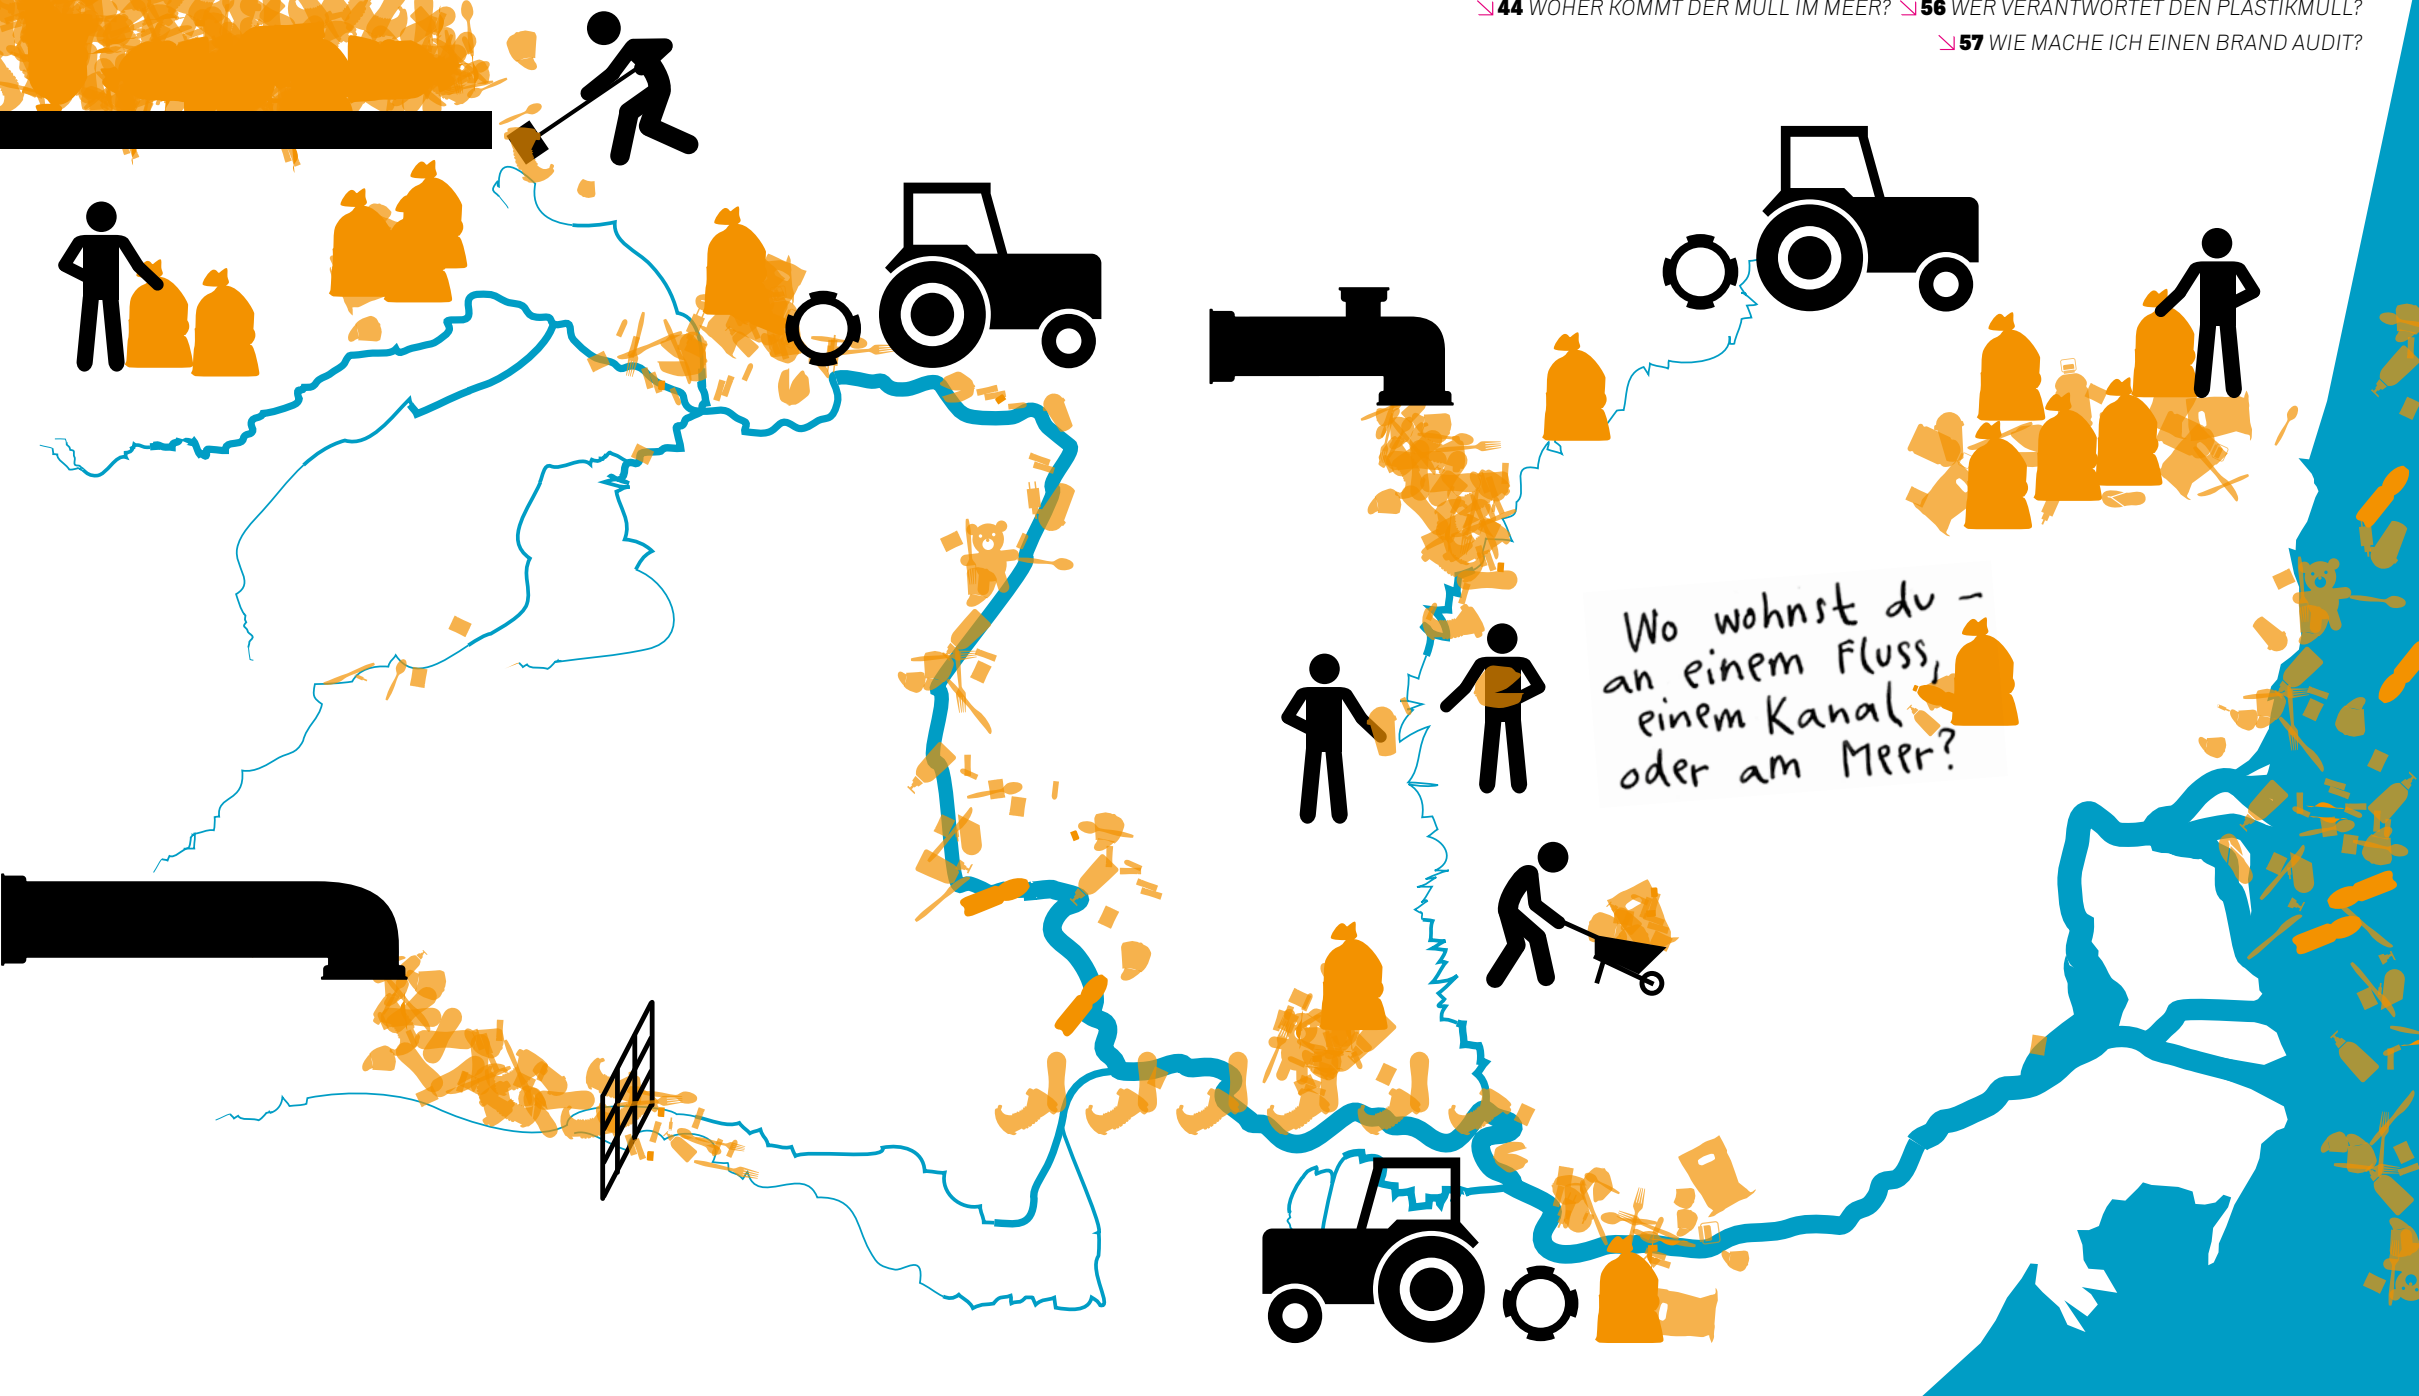 ↘44 WOHER KOMMT DER MÜLL IM MEER? ↘56 WER VERANTWORTET DEN PLASTIKMÜLL?
↘57 WIE MACHE ICH EINEN BRAND AUDIT?
Wo wohnst du –
an einem Fluss,
einem Kanal
oder am Meer?